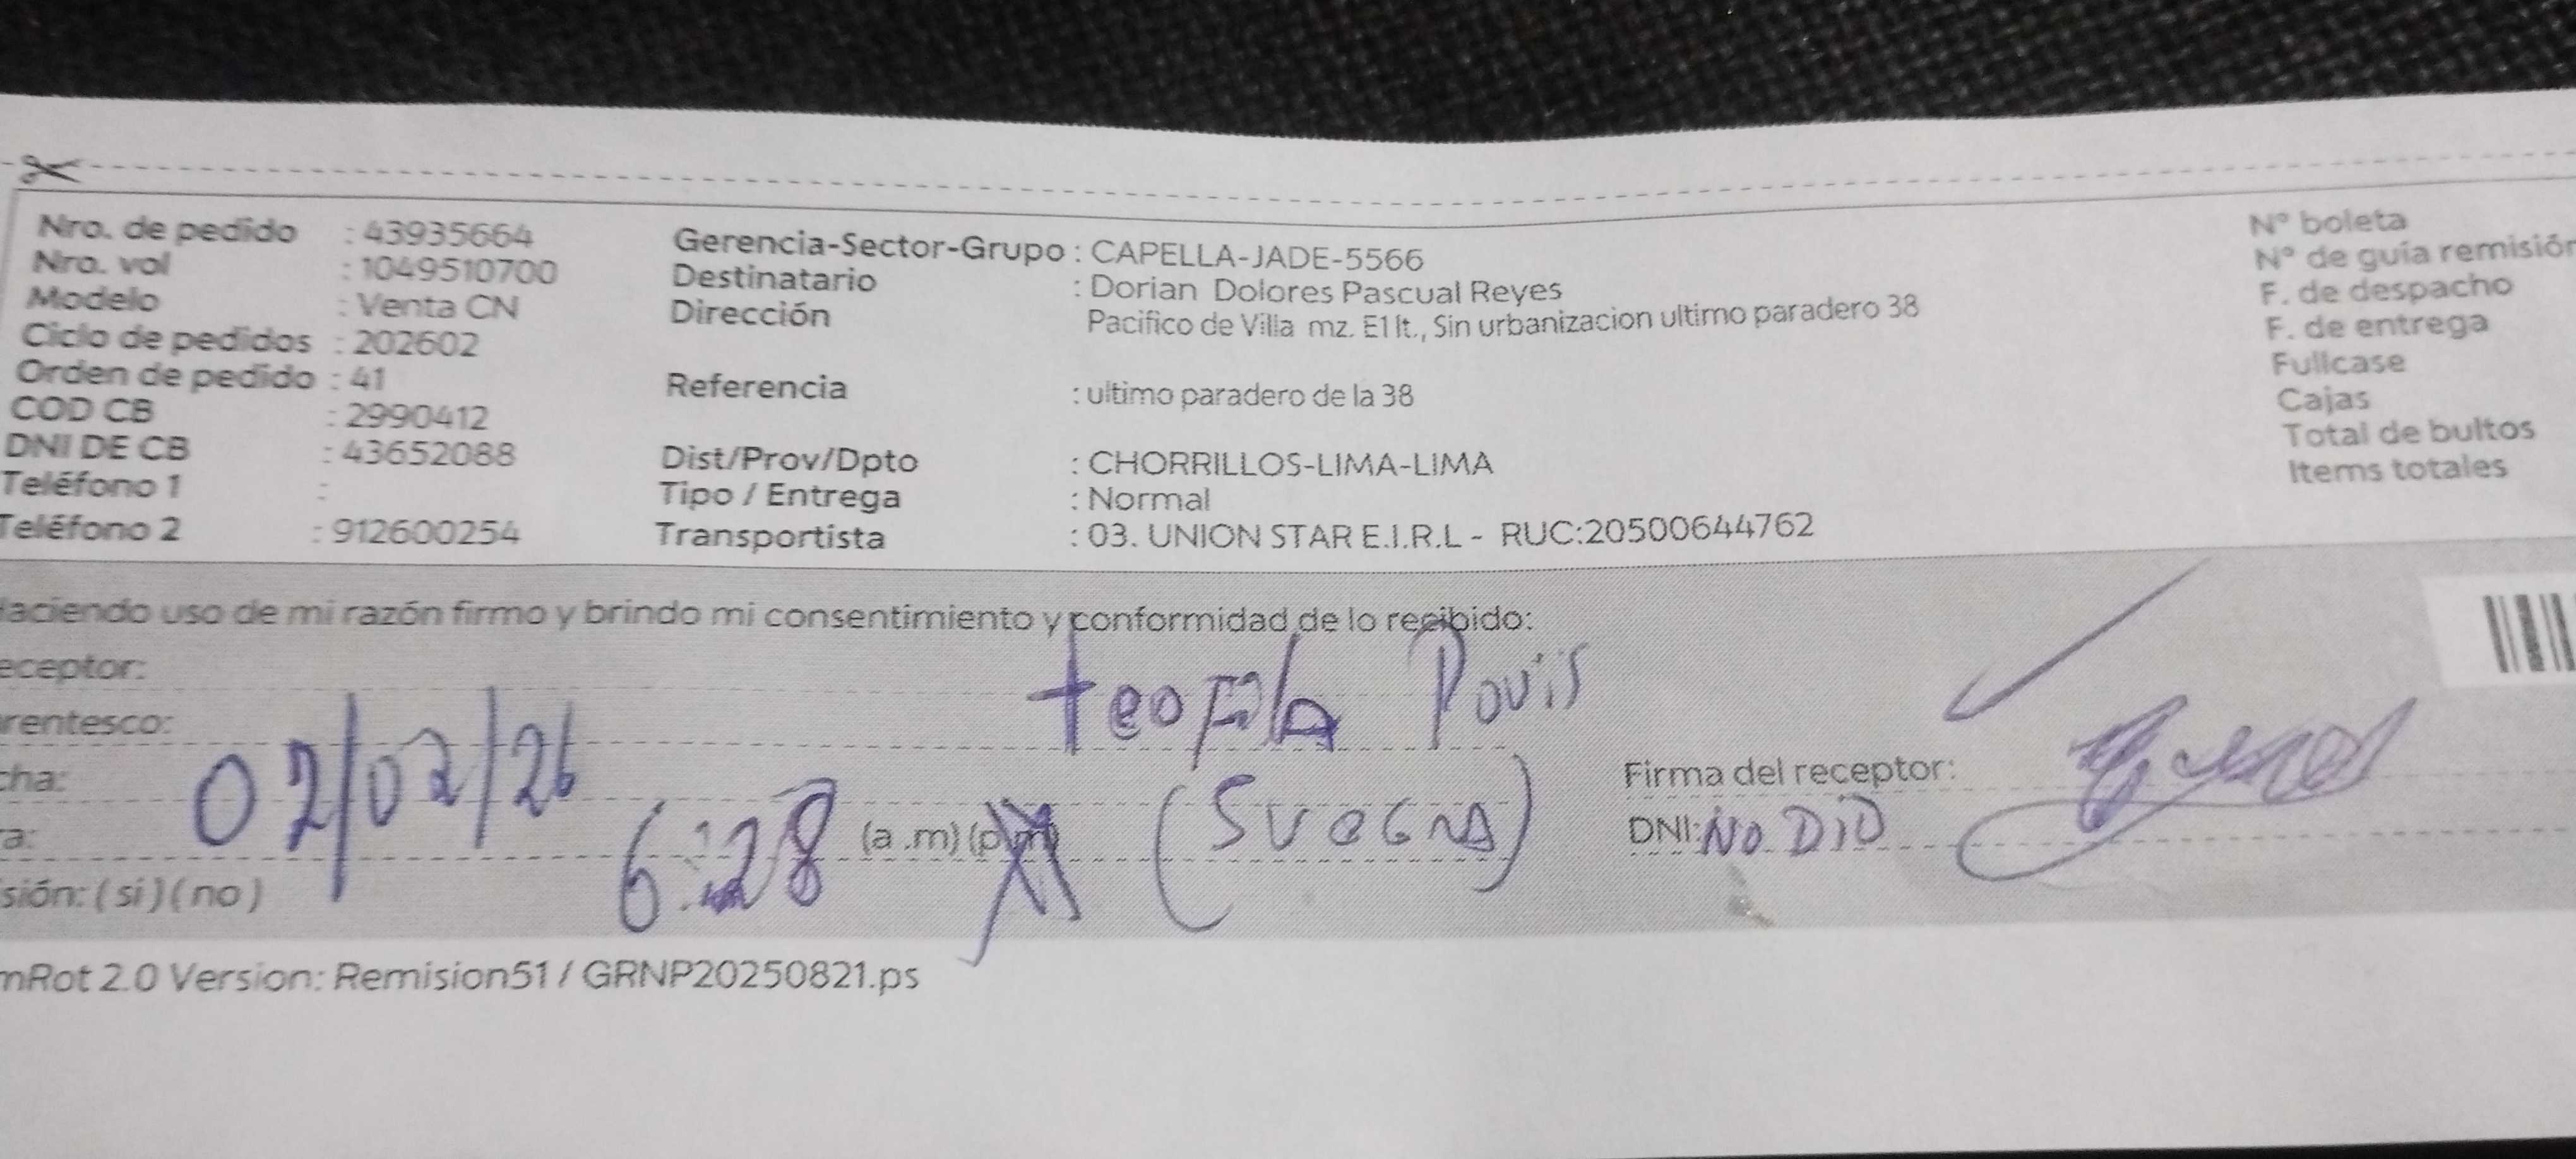 Nro. de pedido : 43935664
Nro. vol : 1049510700
Modelo : Venta CN
Ciclo de pedidos : 202602
Orden de pedido : 41
COD CB : 2990412
DNI DE CB : 43652088
Teléfono 1 :
Teléfono 2 : 912600254
Gerencia-Sector-Grupo : CAPELLA-JADE-5566
Destinatario : Dorian Dolores Pascual Reyes
Dirección Pacifico de Villa mz. E1 lt., Sin urbanizacion ultimo paradero 38
Referencia : ultimo paradero de la 38
Dist/Prov/Dpto : CHORRILLOS-LIMA-LIMA
Tipo / Entrega : Normal
Transportista : 03. UNION STAR E.I.R.L - RUC:20500644762
N° boleta
N° de guía remisión
F. de despacho
F. de entrega
Fullcase
Cajas
Total de bultos
Items totales
Haciendo uso de mi razón firmo y brindo mi consentimiento y conformidad de lo recibido:
eceptor: teofila Povis
rentesco:
cha: 02/02/26
ra: 6:28 (a .m) (p.m) (SUEGRA)
sión: ( si ) ( no )
Firma del receptor:
DNI: NO DIO
mRot 2.0 Version: Remision51 / GRNP20250821.ps